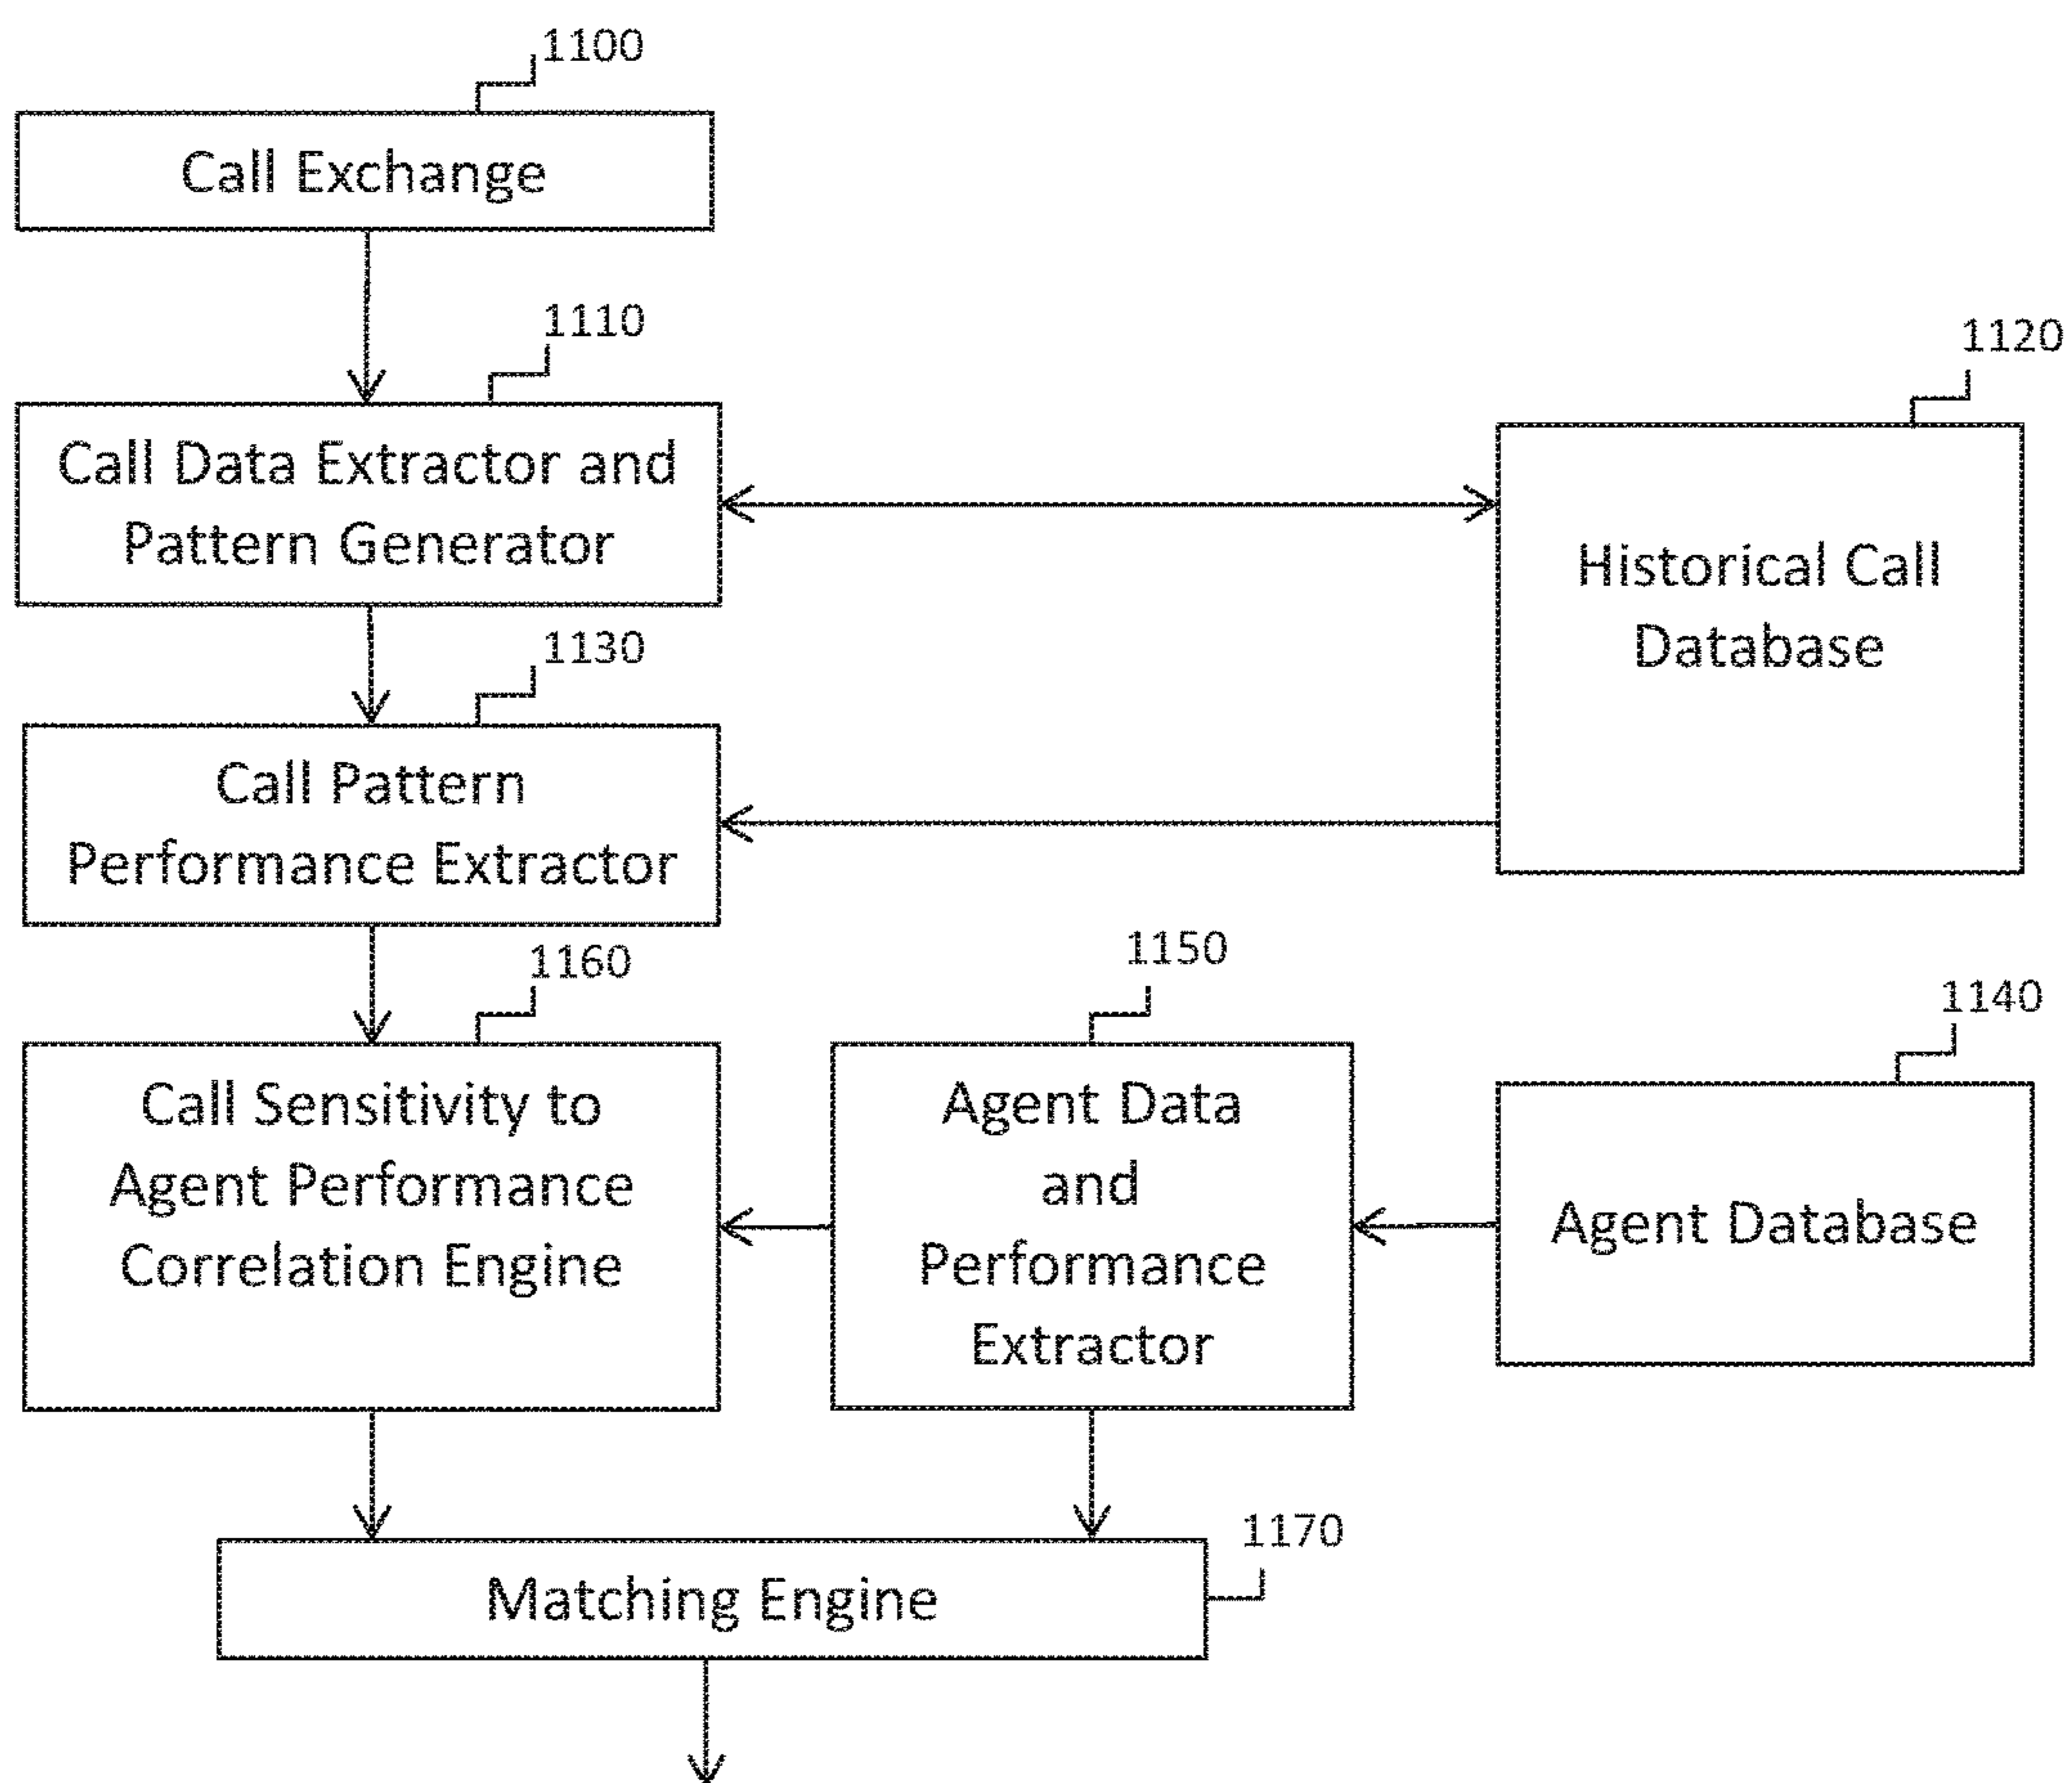 1100
Call Exchange
1110
1120
Call Data Extractor and
Pattern Generator
Historical Call
Database
1130
Call Pattern
Performance Extractor
1160
1150
1140
Call Sensitivity to
Agent Performance
Correlation Engine
Agent Data
and
Performance
Extractor
Agent Database
1170
Matching Engine